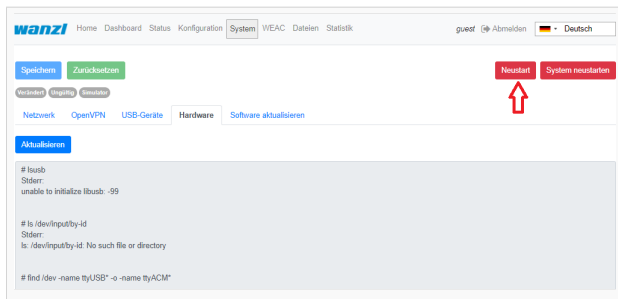 wanzl Home Dashboard Status Konfiguration System WEAC Dateien Statistik guest Abmelden Deutsch
Speichern Zurücksetzen Neustart System neustarten
Verändert Ungültig Simulator
Netzwerk OpenVPN USB-Geräte Hardware Software aktualisieren
Aktualisieren
# lsusb
Stderr:
unable to initialize libusb: -99
# ls /dev/input/by-id
Stderr:
ls: /dev/input/by-id: No such file or directory
# find /dev -name ttyUSB* -o -name ttyACM*